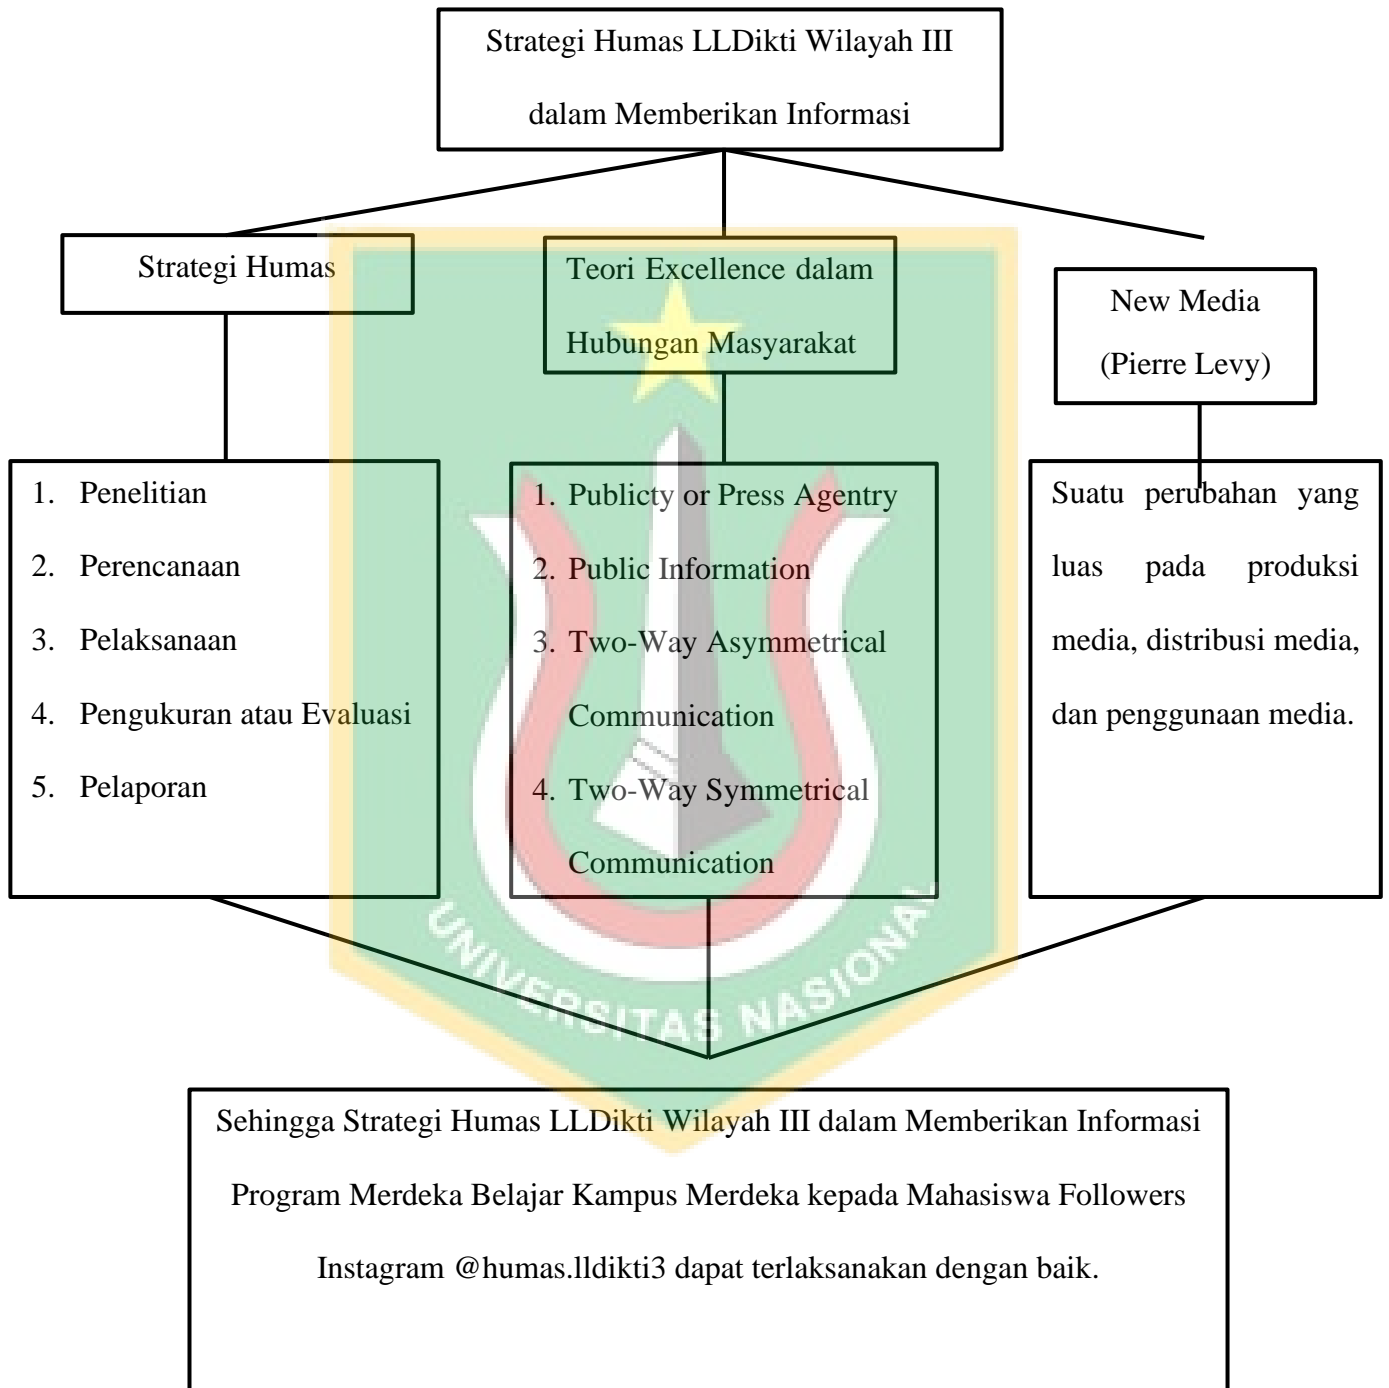 Strategi Humas LLDikti Wilayah III
dalam Memberikan Informasi
Strategi Humas
Teori Excellence dalam
Hubungan Masyarakat
New Media
(Pierre Levy)
1. Penelitian
2. Perencanaan
3. Pelaksanaan
4. Pengukuran atau Evaluasi
5. Pelaporan
1. Publicty or Press Agentry
2. Public Information
3. Two-Way Asymmetrical
Communication
4. Two-Way Symmetrical
Communication
Suatu perubahan yang
luas pada produksi
media, distribusi media,
dan penggunaan media.
UNIVERSITAS NASIONAL
Sehingga Strategi Humas LLDikti Wilayah III dalam Memberikan Informasi
Program Merdeka Belajar Kampus Merdeka kepada Mahasiswa Followers
Instagram @humas.lldikti3 dapat terlaksanakan dengan baik.